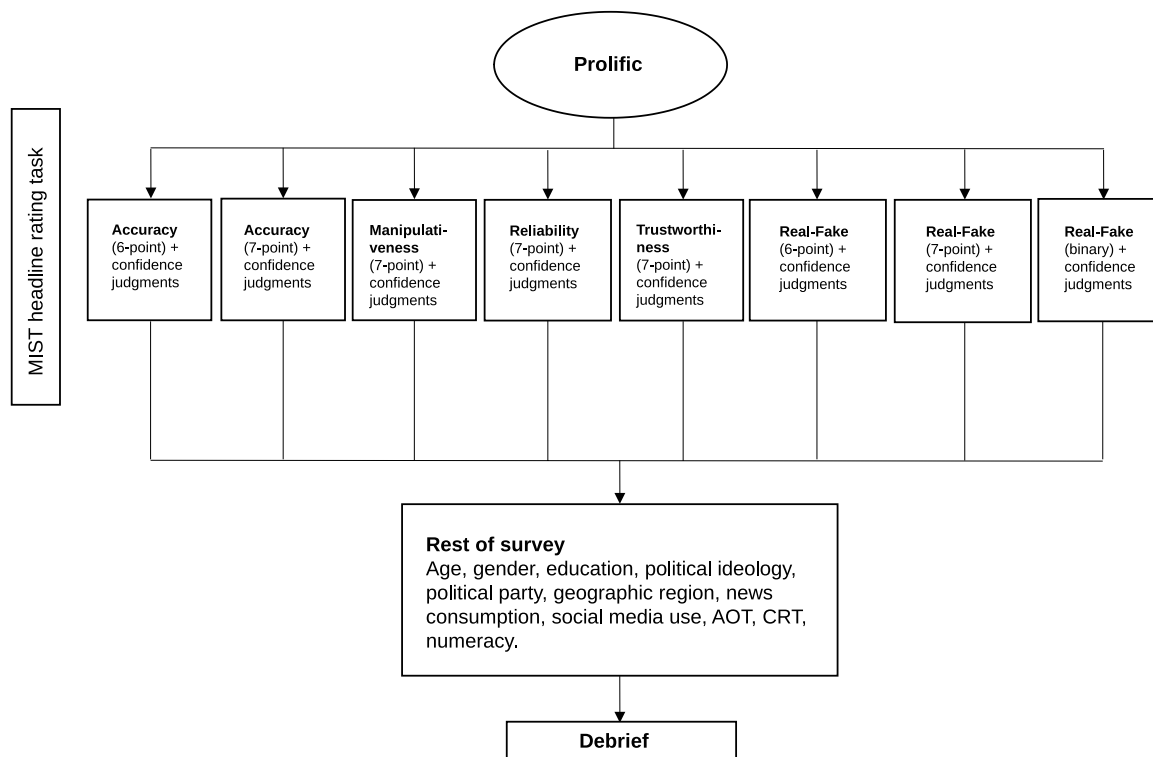 Prolific
MIST headline rating task
Accuracy
(6-point) +
confidence
judgments
Accuracy
(7-point) +
confidence
judgments
Manipulati-
veness
(7-point) +
confidence
judgments
Reliability
(7-point) +
confidence
judgments
Trustworthi-
ness
(7-point) +
confidence
judgments
Real-Fake
(6-point) +
confidence
judgments
Real-Fake
(7-point) +
confidence
judgments
Real-Fake
(binary) +
confidence
judgments
Rest of survey
Age, gender, education, political ideology,
political party, geographic region, news
consumption, social media use, AOT, CRT,
numeracy.
Debrief